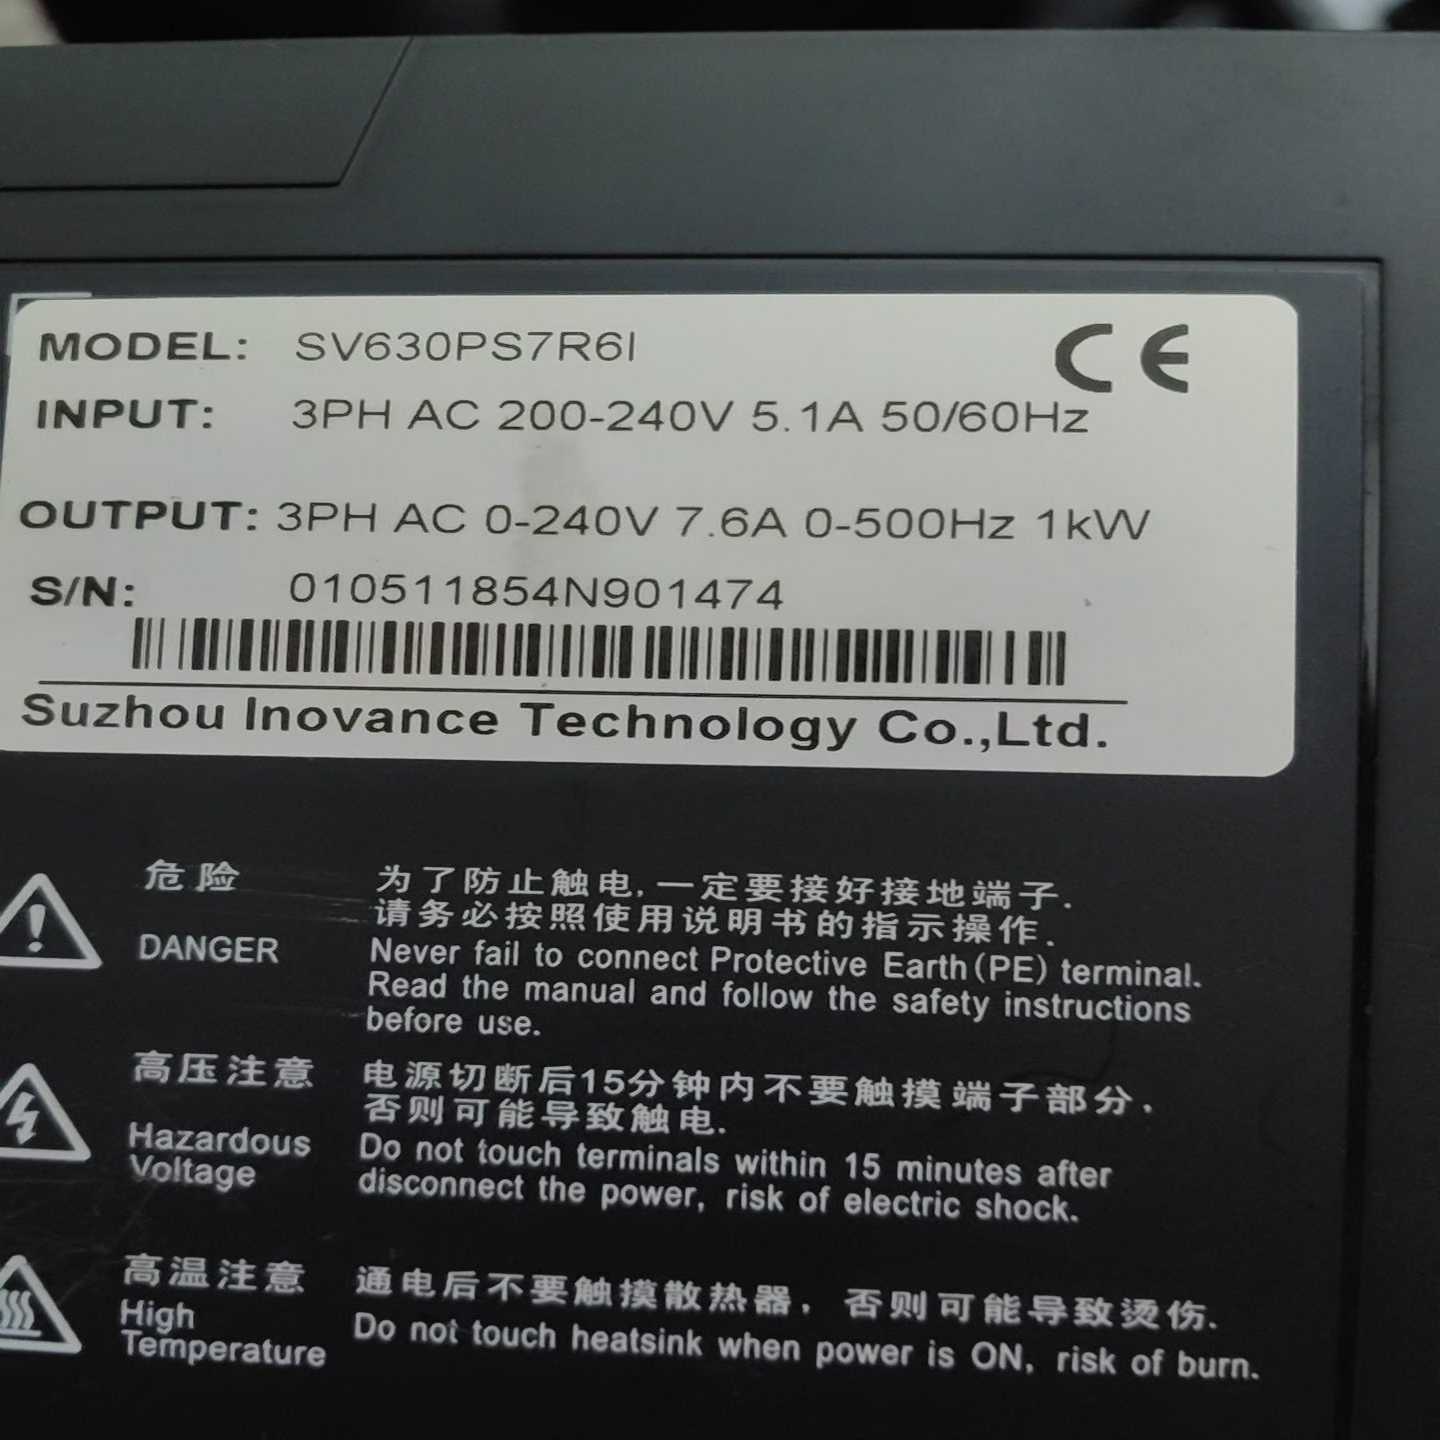 MODEL: SV630PS7R6I
CE
INPUT: 3PH AC 200-240V 5.1A 50/60Hz
OUTPUT: 3PH AC 0-240V 7.6A 0-500Hz 1kW
S/N: 010511854N901474
Suzhou Inovance Technology Co.,Ltd.
危险
DANGER
为了防止触电,一定要接好接地端子.
请务必按照使用说明书的指示操作.
Never fail to connect Protective Earth(PE) terminal.
Read the manual and follow the safety instructions
before use.
高压注意
Hazardous
Voltage
电源切断后15分钟内不要触摸端子部分,
否则可能导致触电.
Do not touch terminals within 15 minutes after
disconnect the power, risk of electric shock.
高温注意
High
Temperature
通电后不要触摸散热器,否则可能导致烫伤.
Do not touch heatsink when power is ON, risk of burn.